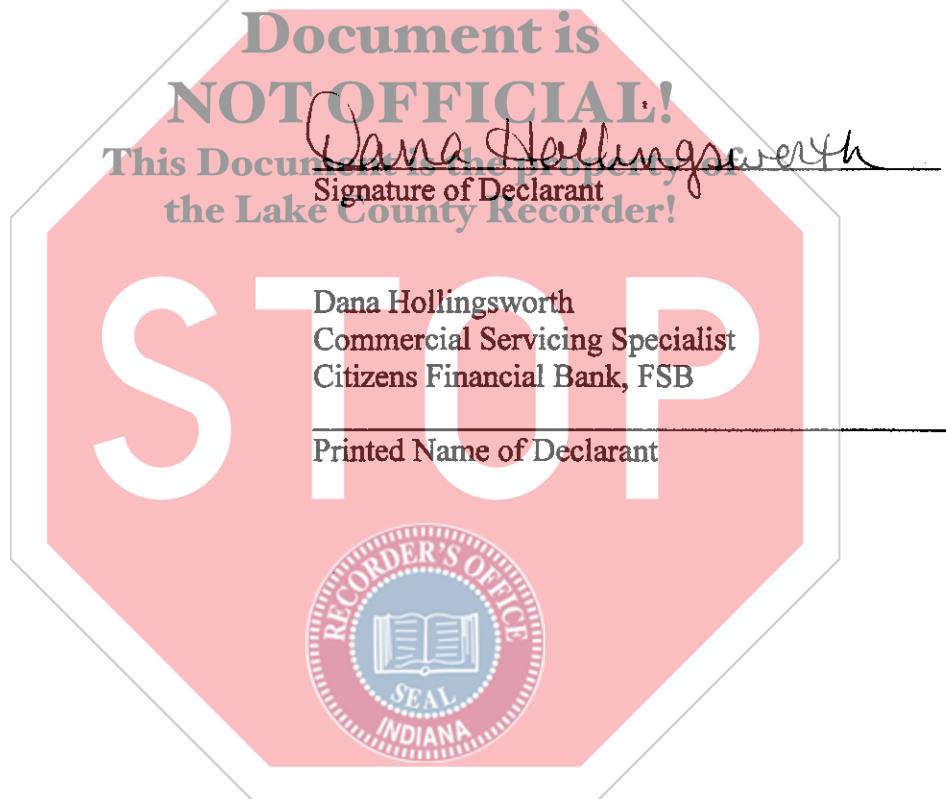 Document is
NOT OFFICIAL!
Dana Hollingsworth
This Document is the property of
Signature of Declarant
the Lake County Recorder!
STOP
Dana Hollingsworth
Commercial Servicing Specialist
Citizens Financial Bank, FSB
Printed Name of Declarant
RECORDER'S OFFICE
SEAL
INDIANA